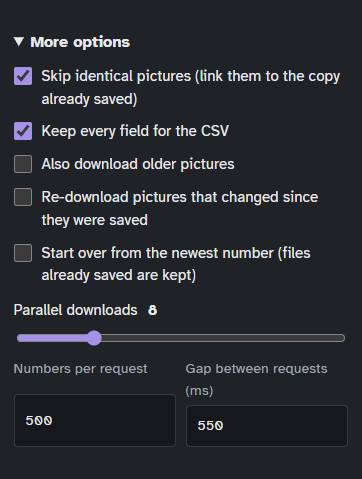 ▼ More options
Skip identical pictures (link them to the copy
already saved)
Keep every field for the CSV
Also download older pictures
Re-download pictures that changed since
they were saved
Start over from the newest number (files
already saved are kept)
Parallel downloads 8
Numbers per request
Gap between requests
(ms)
500
550